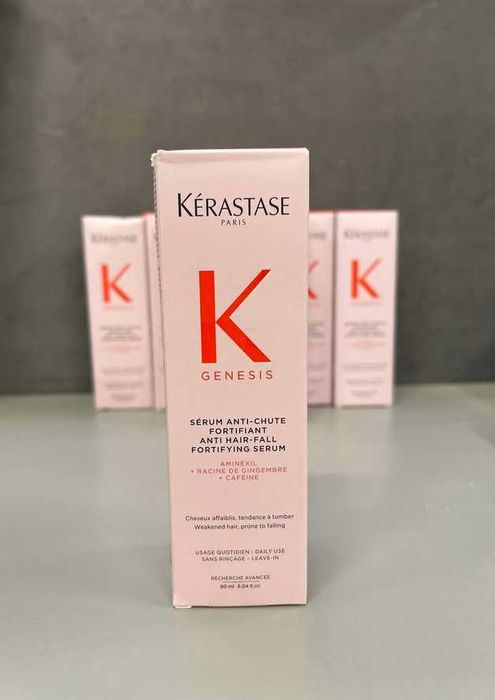 KÉRASTASE
PARIS
K
GENESIS
SÉRUM ANTI-CHUTE
FORTIFIANT
ANTI HAIR-FALL
FORTIFYING SERUM
AMINEXIL
+ RACINE DE GINGEMBRE
+ CAFÉINE
Cheveux affaiblis, tendance à tomber
Weakened hair, prone to falling
USAGE QUOTIDIEN - DAILY USE
SANS RINÇAGE - LEAVE-IN
RECHERCHE AVANCÉE
90 ml 3.04 fl.oz.
KÉRASTASE
K
K
KÉRASTASE
K